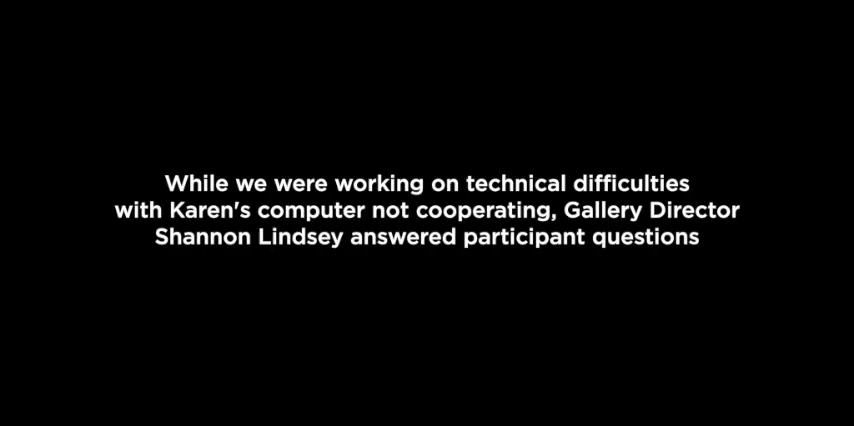 While we were working on technical difficulties
with Karen's computer not cooperating, Gallery Director
Shannon Lindsey answered participant questions